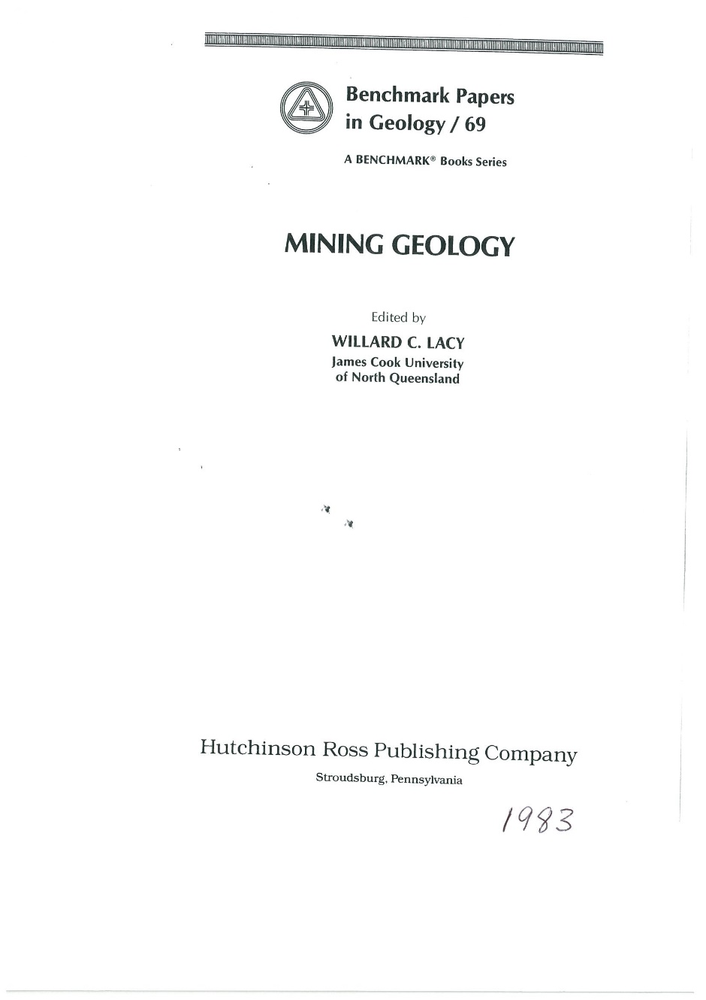 Benchmark Papers
in Geology / 69
A BENCHMARK® Books Series
MINING GEOLOGY
Edited by
WILLARD C. LACY
James Cook University
of North Queensland
Hutchinson Ross Publishing Company
Stroudsburg, Pennsylvania
1983